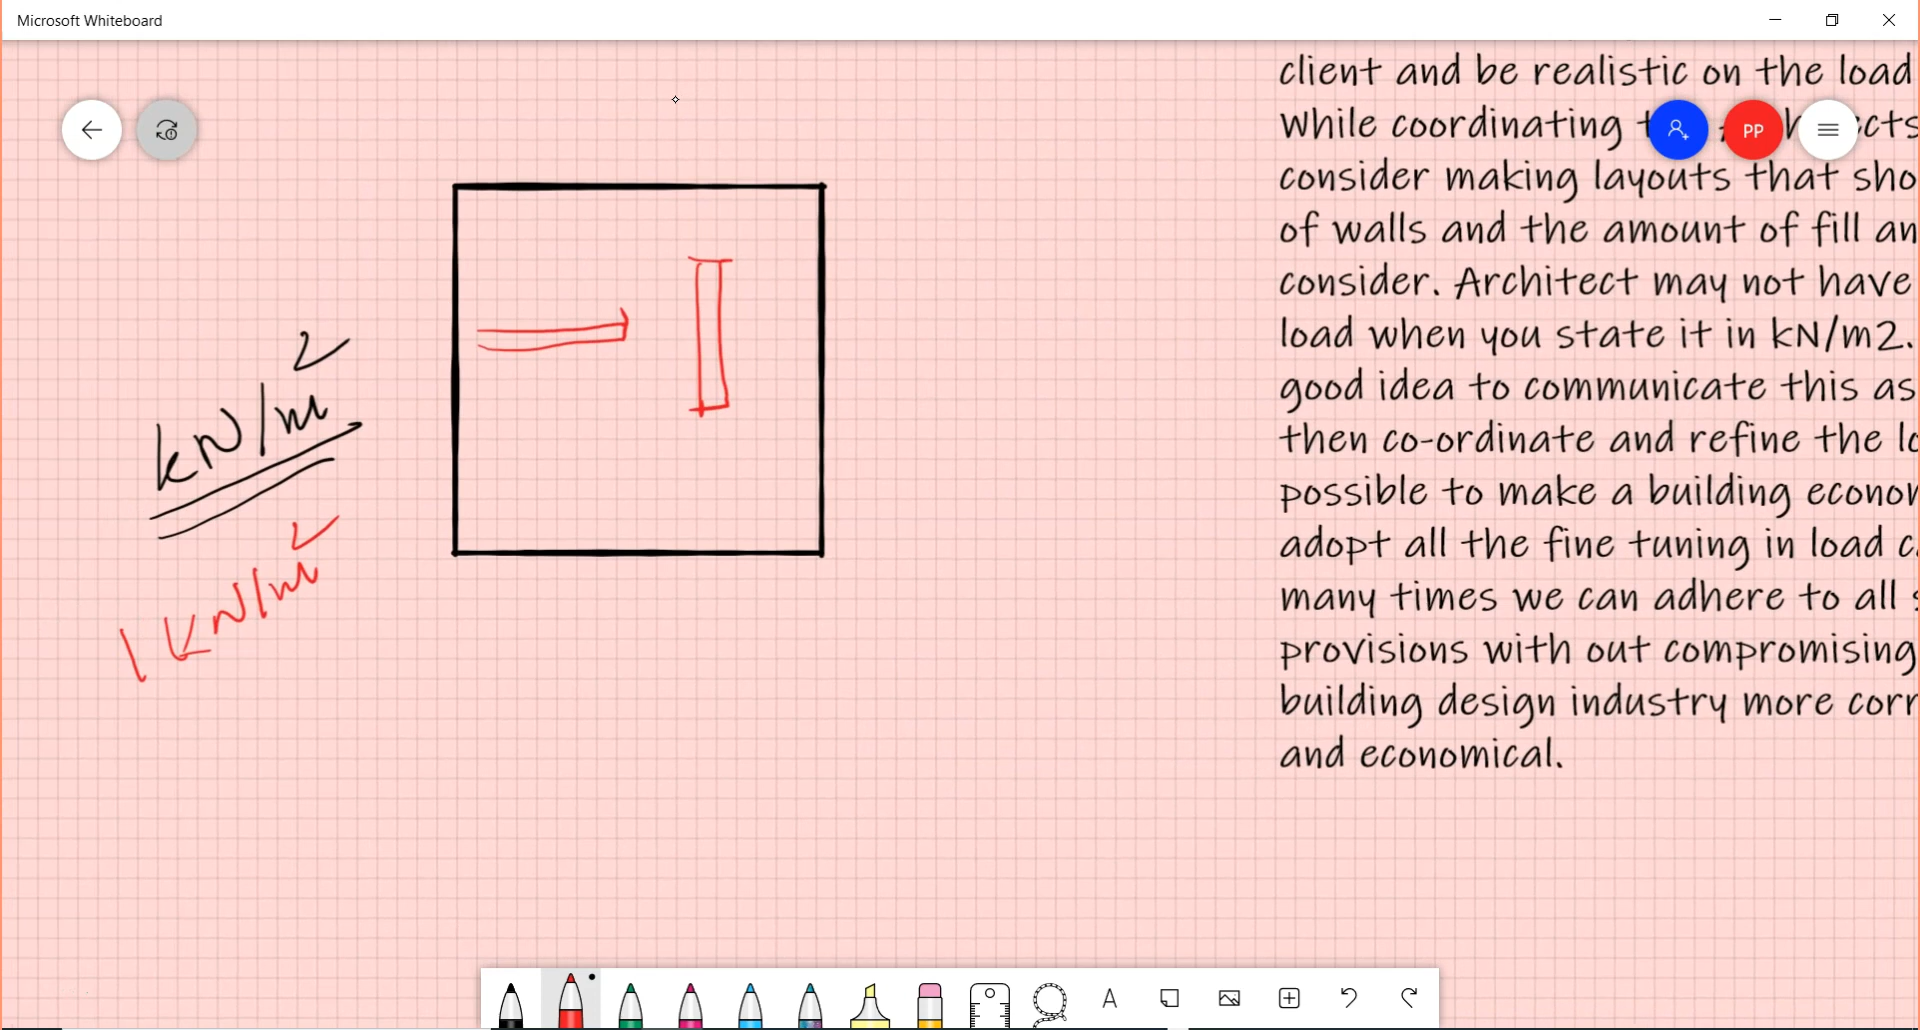 Microsoft Whiteboard
client and be realistic on the load
While coordinating
consider making layouts that sho
of walls and the amount of fill an
consider. Architect may not have
load when you state it in kN/m2.
good idea to communicate this as
then co-ordinate and refine the lo
possible to make a building econom
adopt all the fine tuning in load c
many times we can adhere to all s
provisions with out compromising
building design industry more corr
and economical.
PP
kN/m2
1 kN/m2
A